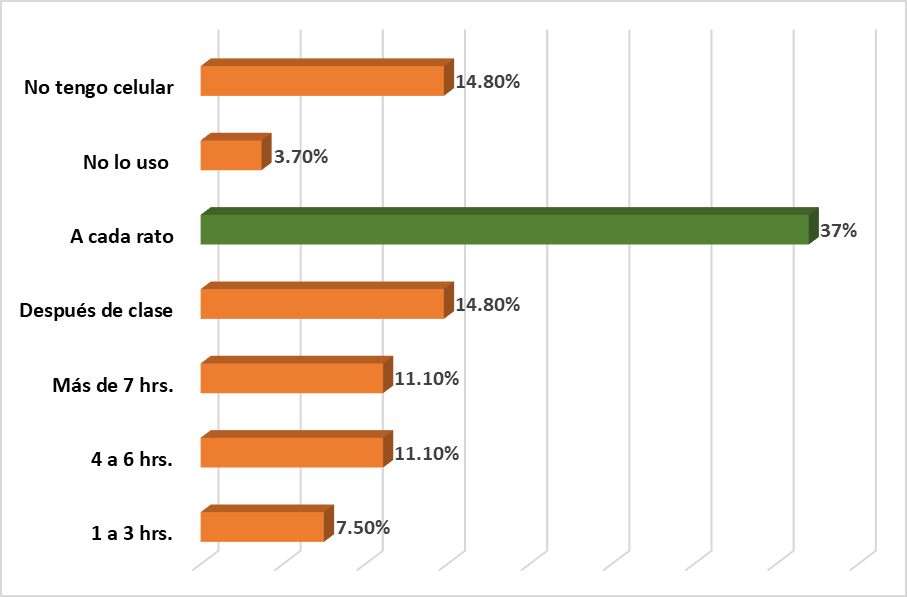 No tengo celular 14.80%
No lo uso 3.70%
A cada rato 37%
Después de clase 14.80%
Más de 7 hrs. 11.10%
4 a 6 hrs. 11.10%
1 a 3 hrs. 7.50%